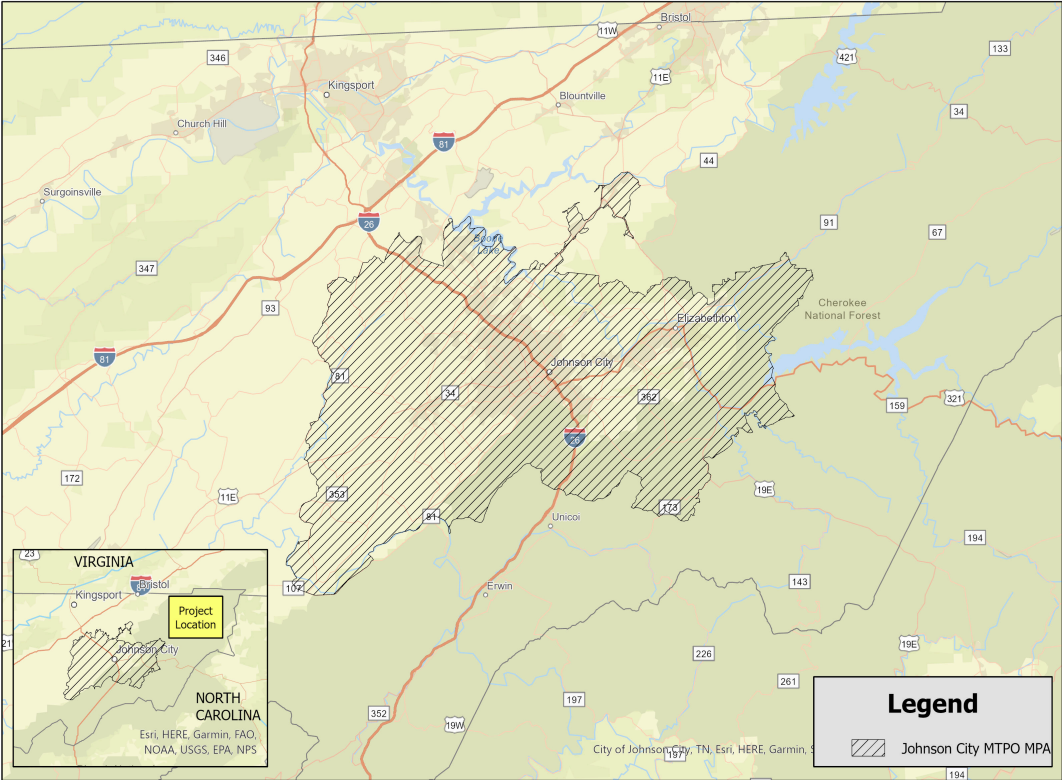 Bristol
11W
346
421
133
11E
Kingsport
Blountville
34
Church Hill
81
44
Surgoinsville
91
26
67
Boone
Lake
347
93
Cherokee
National Forest
Elizabethton
81
Johnson City
81
34
362
159
321
26
172
11E
353
19E
173
81
Unicoi
194
143
107
Erwin
19E
226
261
352
197
19W
City of Johnson City, TN, Esri, HERE, Garmin,
197
194
23
VIRGINIA
Bristol
Kingsport
Project
Location
21
Johnson City
NORTH
CAROLINA
Esri, HERE, Garmin, FAO,
NOAA, USGS, EPA, NPS
Legend
Johnson City MTPO MPA